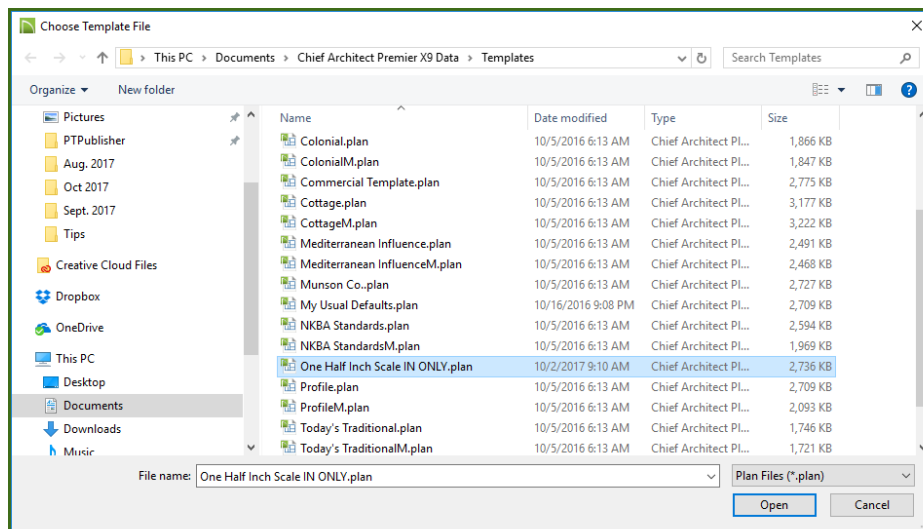 Choose Template File
This PC > Documents > Chief Architect Premier X9 Data > Templates
Search Templates
Organize
New folder
Pictures
PTPublisher
Aug. 2017
Oct 2017
Sept. 2017
Tips
Creative Cloud Files
Dropbox
OneDrive
This PC
Desktop
Documents
Downloads
Music
Name Date modified Type Size
Colonial.plan 10/5/2016 6:13 AM Chief Architect Pl... 1,866 KB
ColonialM.plan 10/5/2016 6:13 AM Chief Architect Pl... 1,847 KB
Commercial Template.plan 10/5/2016 6:13 AM Chief Architect Pl... 2,775 KB
Cottage.plan 10/5/2016 6:13 AM Chief Architect Pl... 3,177 KB
CottageM.plan 10/5/2016 6:13 AM Chief Architect Pl... 3,222 KB
Mediterranean Influence.plan 10/5/2016 6:13 AM Chief Architect Pl... 2,491 KB
Mediterranean InfluenceM.plan 10/5/2016 6:13 AM Chief Architect Pl... 2,468 KB
Munson Co..plan 10/5/2016 6:13 AM Chief Architect Pl... 2,727 KB
My Usual Defaults.plan 10/16/2016 9:08 PM Chief Architect Pl... 2,709 KB
NKBA Standards.plan 10/5/2016 6:13 AM Chief Architect Pl... 2,594 KB
NKBA StandardsM.plan 10/5/2016 6:13 AM Chief Architect Pl... 1,969 KB
One Half Inch Scale IN ONLY.plan 10/2/2017 9:10 AM Chief Architect Pl... 2,736 KB
Profile.plan 10/5/2016 6:13 AM Chief Architect Pl... 2,709 KB
ProfileM.plan 10/5/2016 6:13 AM Chief Architect Pl... 2,093 KB
Today's Traditional.plan 10/5/2016 6:13 AM Chief Architect Pl... 1,746 KB
Today's TraditionalM.plan 10/5/2016 6:13 AM Chief Architect Pl... 1,721 KB
File name: One Half Inch Scale IN ONLY.plan
Plan Files (*.plan)
Open
Cancel